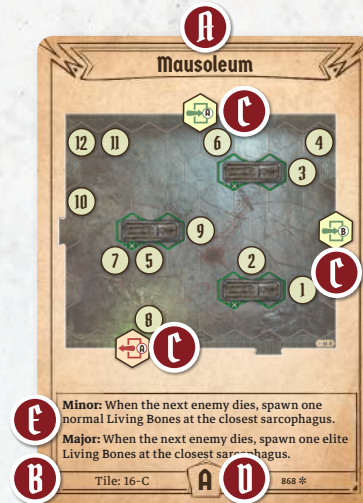 A
Mausoleum
A
C
12
11
6
4
3
10
B
9
C
7
5
2
1
8
A
C
E
Minor: When the next enemy dies, spawn one
normal Living Bones at the closest sarcophagus.
Major: When the next enemy dies, spawn one elite
Living Bones at the closest sarcophagus.
B
Tile: 16-C
A
D
868